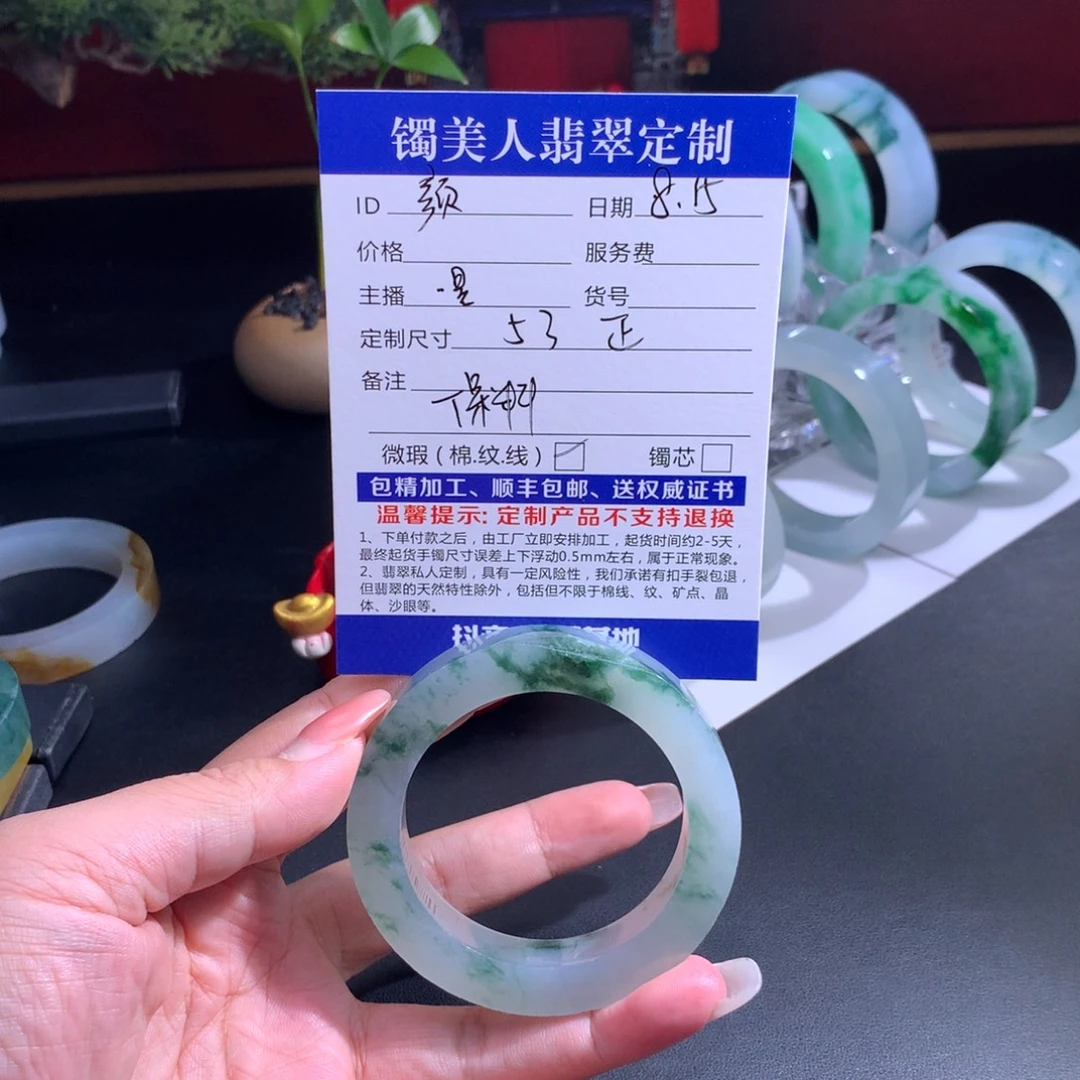 镯美人翡翠定制
ID 颜 日期 8.15
价格 服务费
主播 昱 货号
定制尺寸 53 正
备注
保
微瑕（棉.纹.线） 镯芯
包精加工、顺丰包邮、送权威证书
温馨提示: 定制产品不支持退换
1、下单付款之后，由工厂立即安排加工，起货时间约2-5天，
最终起货手镯尺寸误差上下浮动0.5mm左右，属于正常现象。
2、翡翠私人定制，具有一定风险性，我们承诺有扣手裂包退，
但翡翠的天然特性除外，包括但不限于棉线、纹、矿点、晶
体、沙眼等。